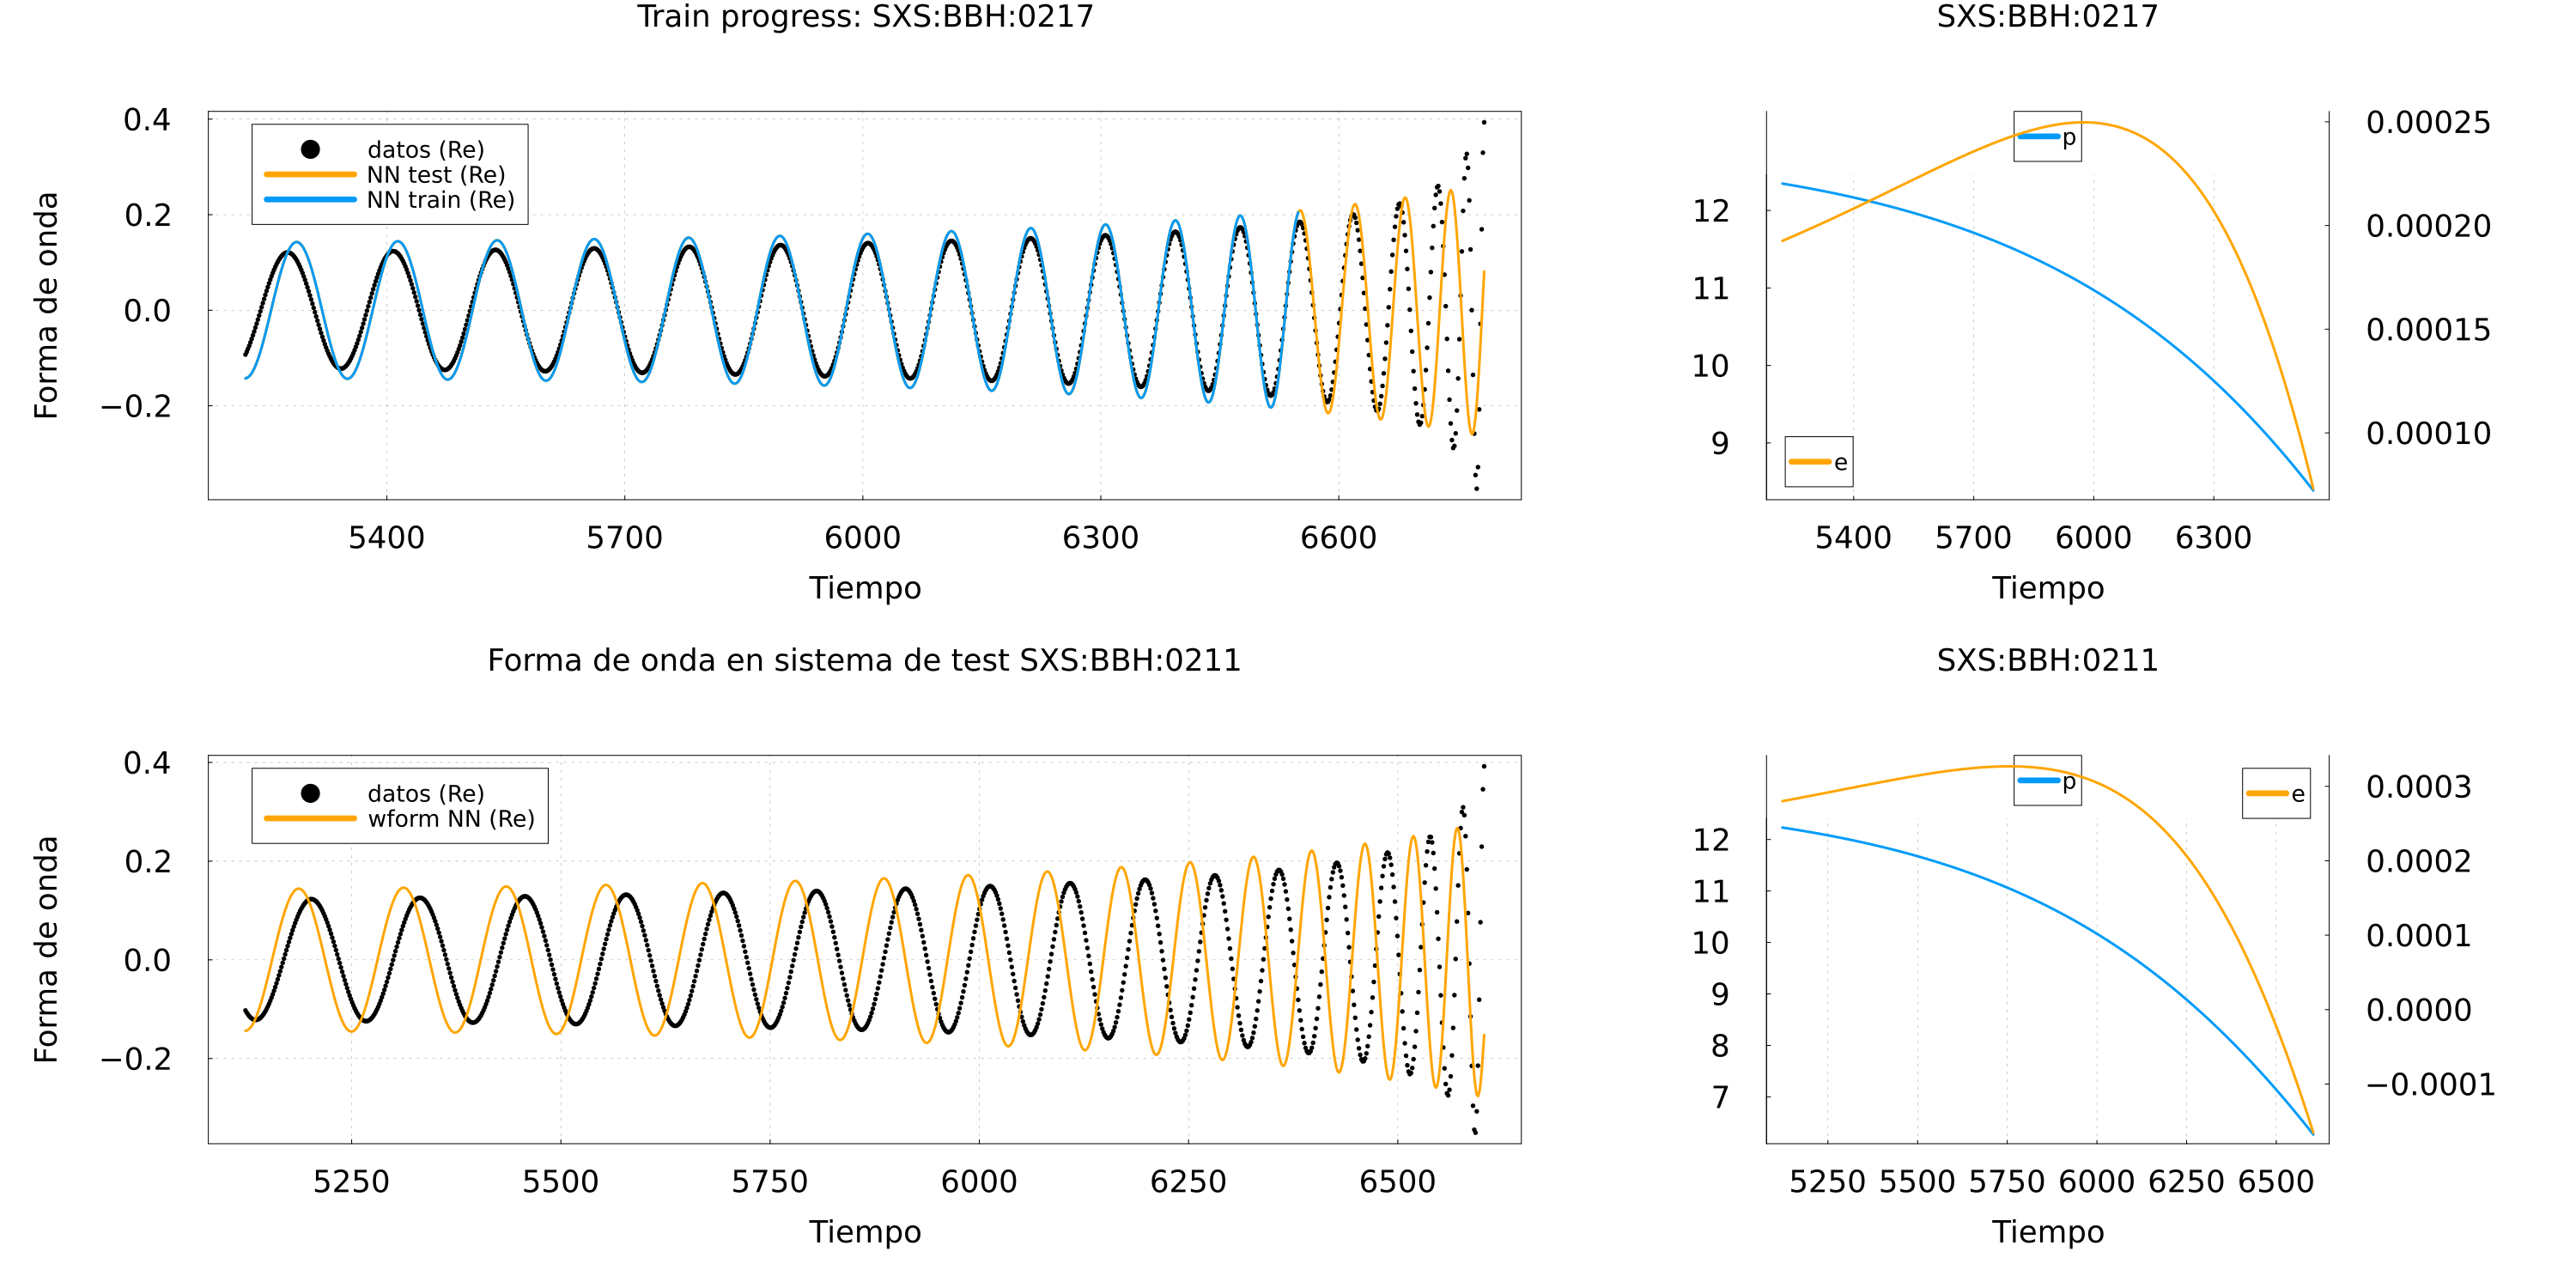 Train progress: SXS:BBH:0217
0.4
0.2
0.0
−0.2
Forma de onda
datos (Re)
NN test (Re)
NN train (Re)
5400 5700 6000 6300 6600
Tiempo
SXS:BBH:0217
12
11
10
9
p
e
0.00025
0.00020
0.00015
0.00010
5400 5700 6000 6300
Tiempo
Forma de onda en sistema de test SXS:BBH:0211
0.4
0.2
0.0
−0.2
Forma de onda
datos (Re)
wform NN (Re)
5250 5500 5750 6000 6250 6500
Tiempo
SXS:BBH:0211
12
11
10
9
8
7
p
e
0.0003
0.0002
0.0001
0.0000
−0.0001
5250 5500 5750 6000 6250 6500
Tiempo